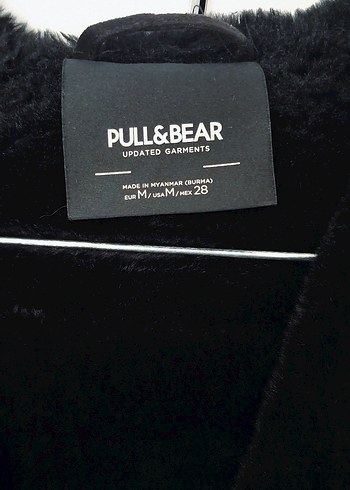 PULL&BEAR
UPDATED GARMENTS
MADE IN MYANMAR (BURMA)
EUR M / USA M / MEX 28